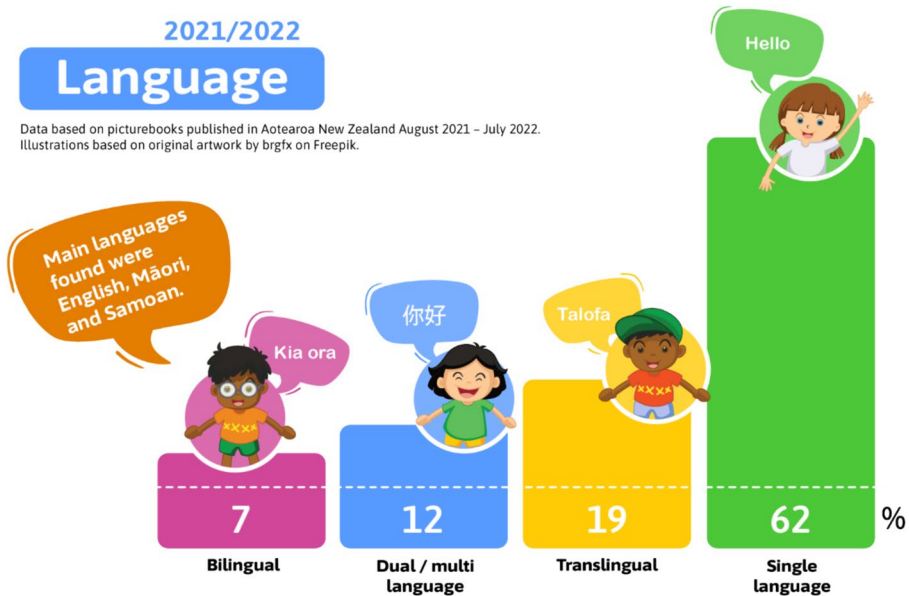 2021/2022
Language
Data based on picturebooks published in Aotearoa New Zealand August 2021 – July 2022.
Illustrations based on original artwork by brgfx on Freepik.
Main languages
found were
English, Māori,
and Samoan.
Kia ora
你好
Talofa
Hello
7
12
19
62
%
Bilingual
Dual / multi
language
Translingual
Single
language